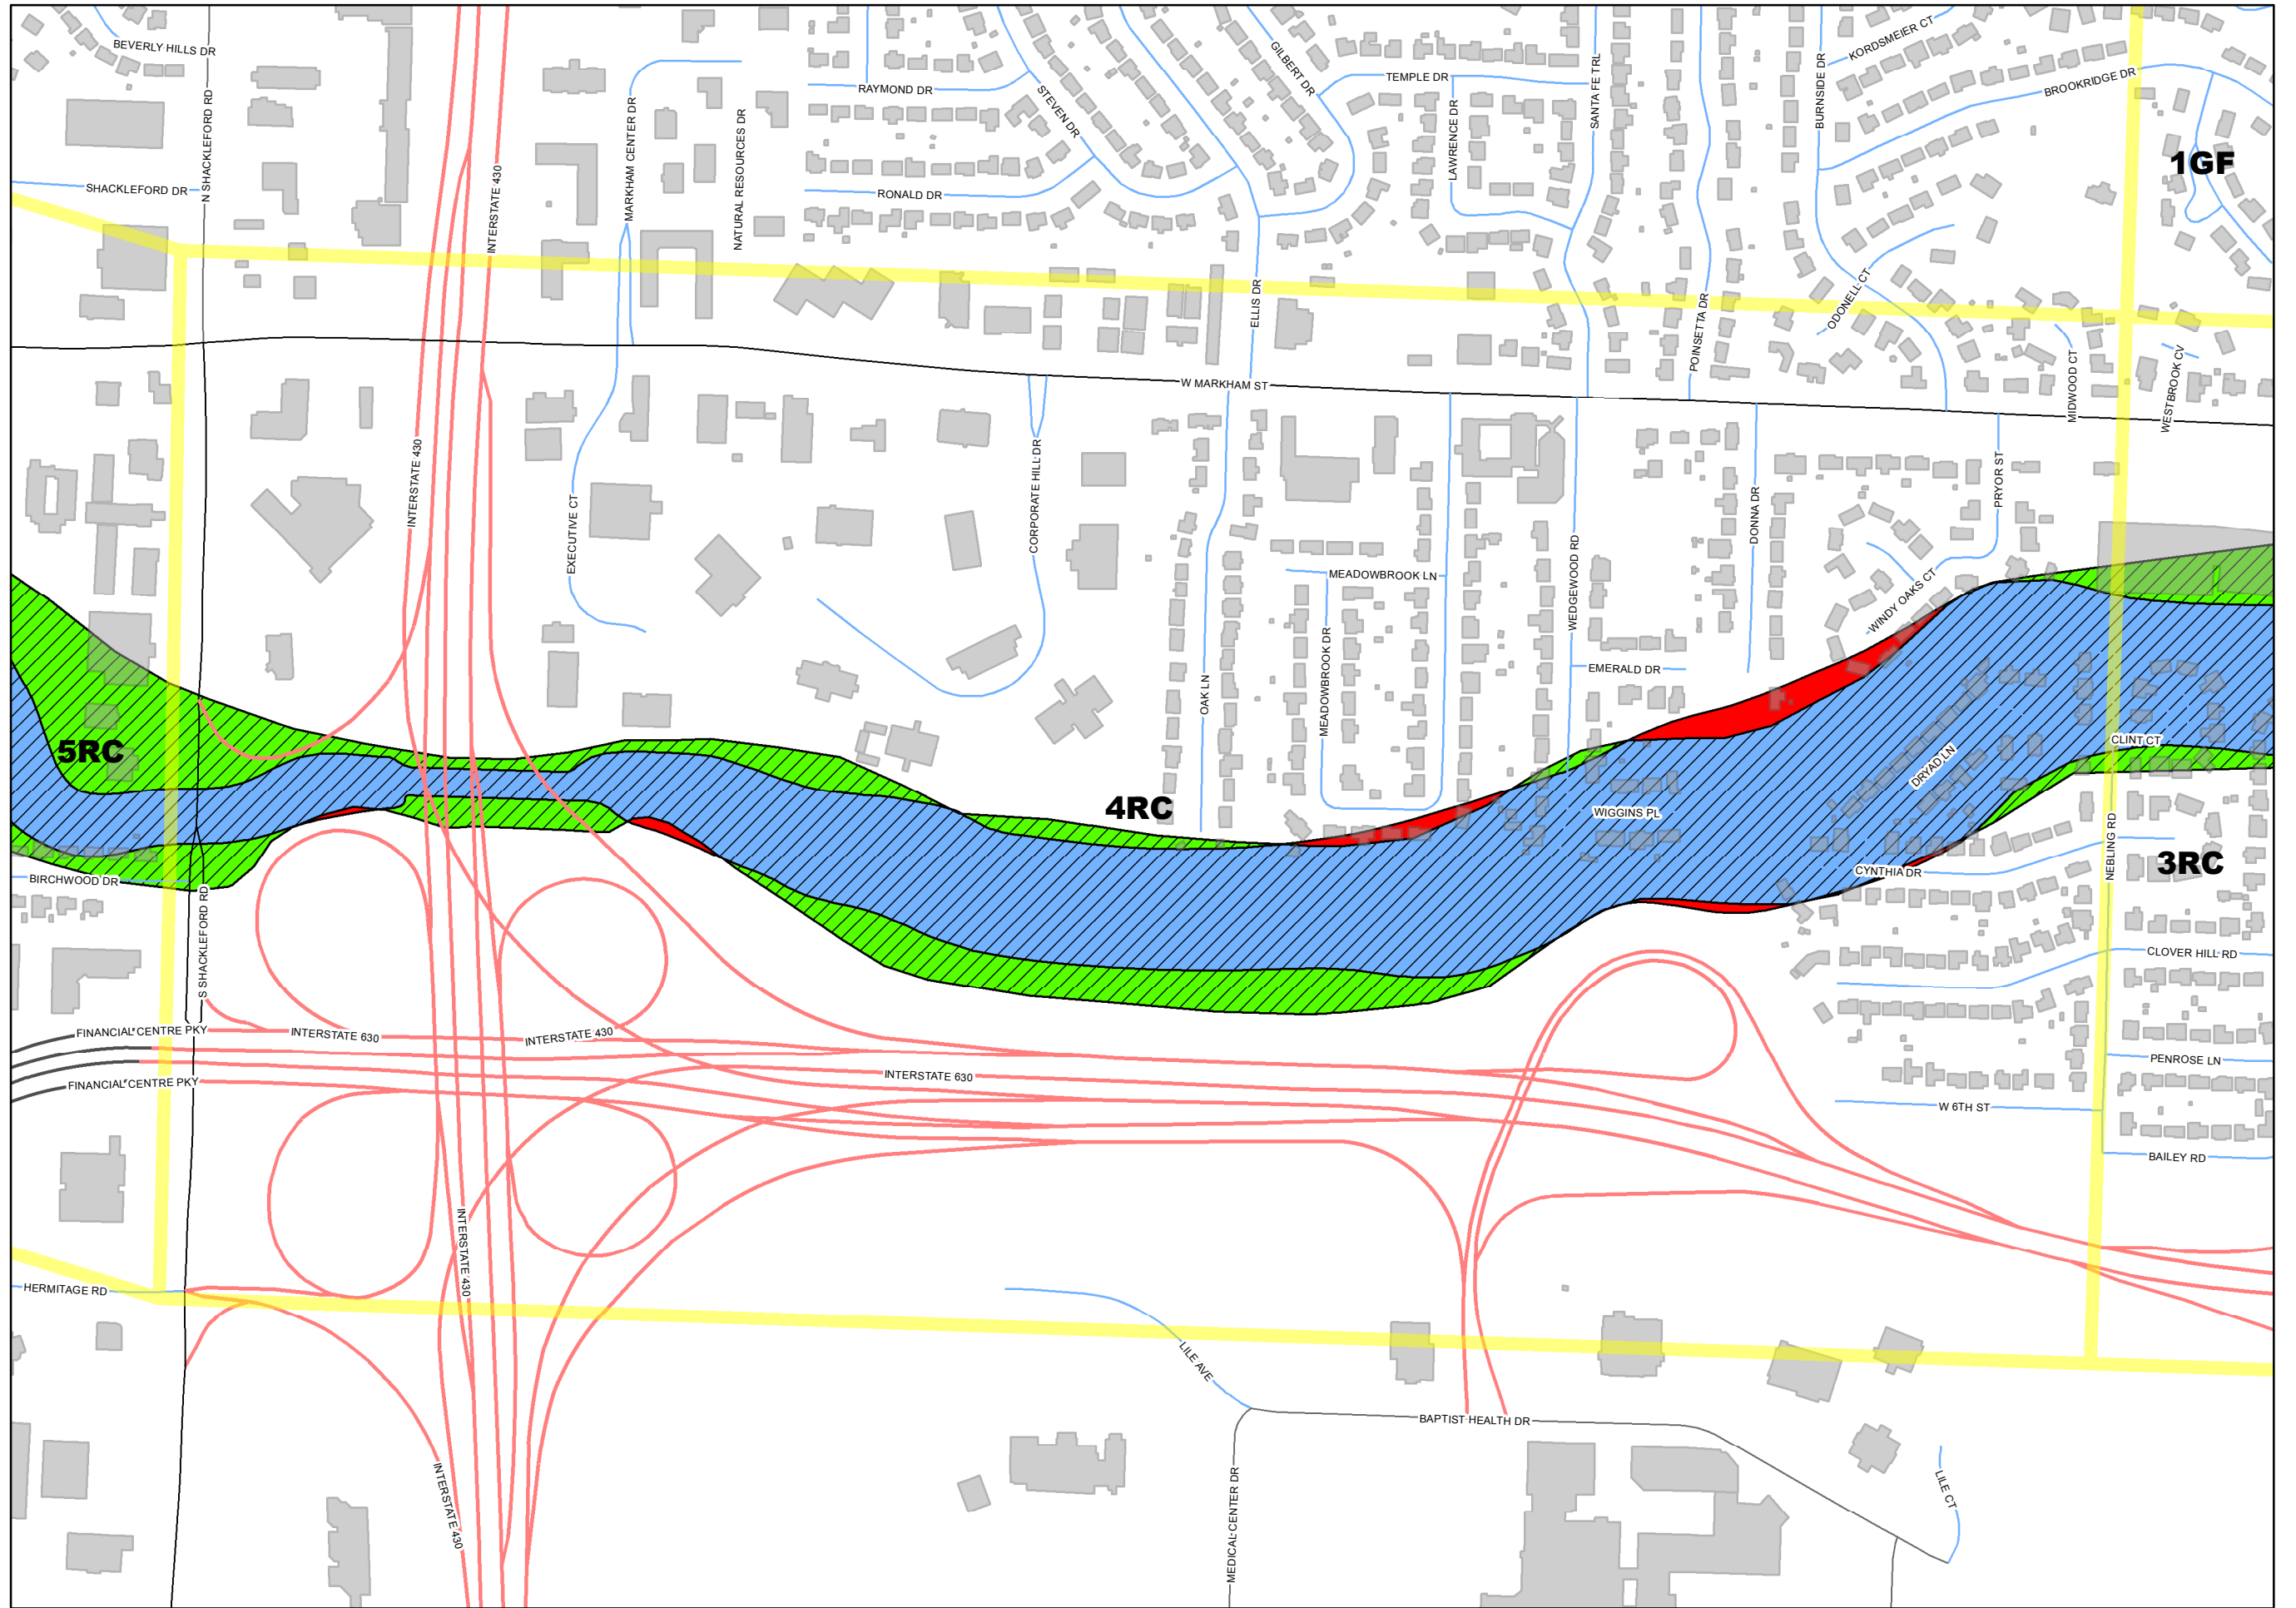 BEVERLY HILLS DR
N SHACKLEFORD RD
SHACKLEFORD DR
INTERSTATE 430
MARKHAM CENTER DR
NATURAL RESOURCES DR
RAYMOND DR
STEVEN DR
RONALD DR
GILBERT DR
TEMPLE DR
LAWRENCE DR
SANTA FE TRL
BURNSIDE DR
KORDSMEIER CT
BROOKRIDGE DR
1GF
ELLIS DR
POINSETTA DR
ODONELL CT
MIDWOOD CT
WESTBROOK CV
W MARKHAM ST
INTERSTATE 430
EXECUTIVE CT
CORPORATE HILL DR
MEADOWBROOK LN
WEDGEWOOD RD
DONNA DR
PRYOR ST
WINDY OAKS CT
OAK LN
MEADOWBROOK DR
EMERALD DR
5RC
4RC
WIGGINS PL
DRYAD LN
CLINT CT
NEBLING RD
3RC
CYNTHIA DR
BIRCHWOOD DR
S SHACKLEFORD RD
CLOVER HILL RD
FINANCIAL CENTRE PKY
INTERSTATE 630
INTERSTATE 430
FINANCIAL CENTRE PKY
INTERSTATE 630
PENROSE LN
W 6TH ST
BAILEY RD
INTERSTATE 430
HERMITAGE RD
LILE AVE
BAPTIST HEALTH DR
INTERSTATE 430
MEDICAL CENTER DR
LILE CT